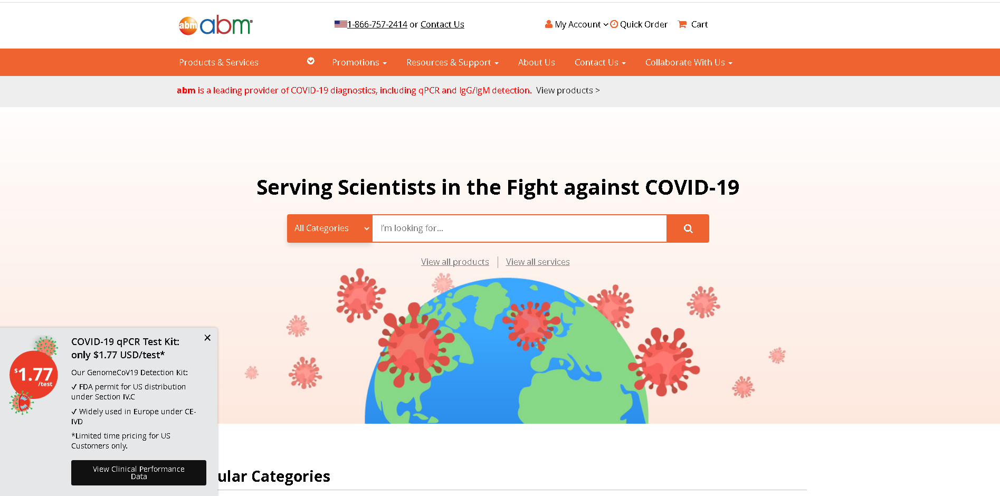 abm abm®
1-866-757-2414 or Contact Us
My Account Quick Order Cart
Products & Services Promotions Resources & Support About Us Contact Us Collaborate With Us
abm is a leading provider of COVID-19 diagnostics, including qPCR and IgG/IgM detection. View products >
Serving Scientists in the Fight against COVID-19
All Categories I'm looking for...
View all products View all services
COVID-19 qPCR Test Kit:
only $1.77 USD/test*
$1.77
/test
Our GenomeCoV19 Detection Kit:
✓ FDA permit for US distribution
under Section IV.C
✓ Widely used in Europe under CE-
IVD
*Limited time pricing for US
Customers only.
View Clinical Performance
Data
ular Categories